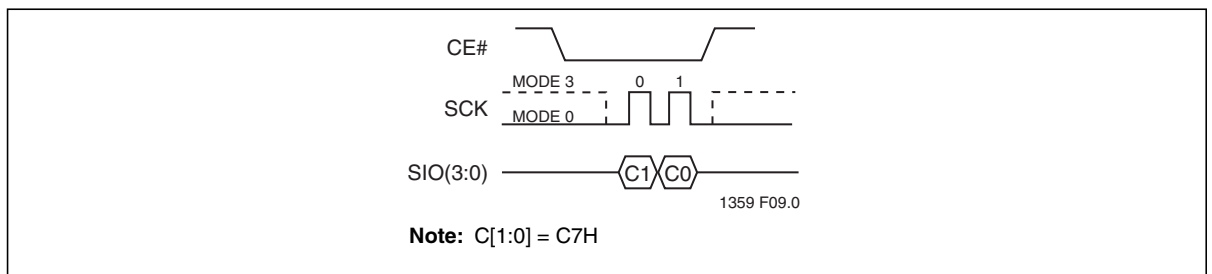 CE#
MODE 3 0 1
SCK
MODE 0
SIO(3:0) C1 C0
1359 F09.0
Note: C[1:0] = C7H